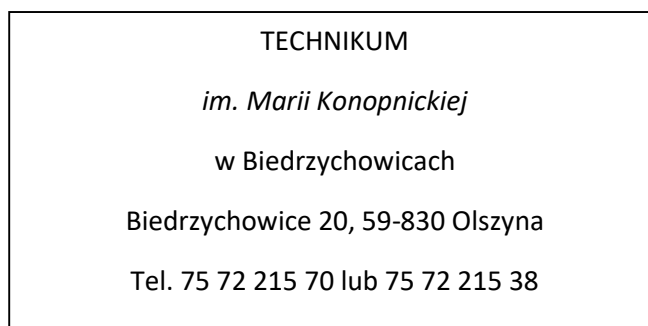 TECHNIKUM
im. Marii Konopnickiej
w Biedrzychowicach
Biedrzychowice 20, 59-830 Olszyna
Tel. 75 72 215 70 lub 75 72 215 38